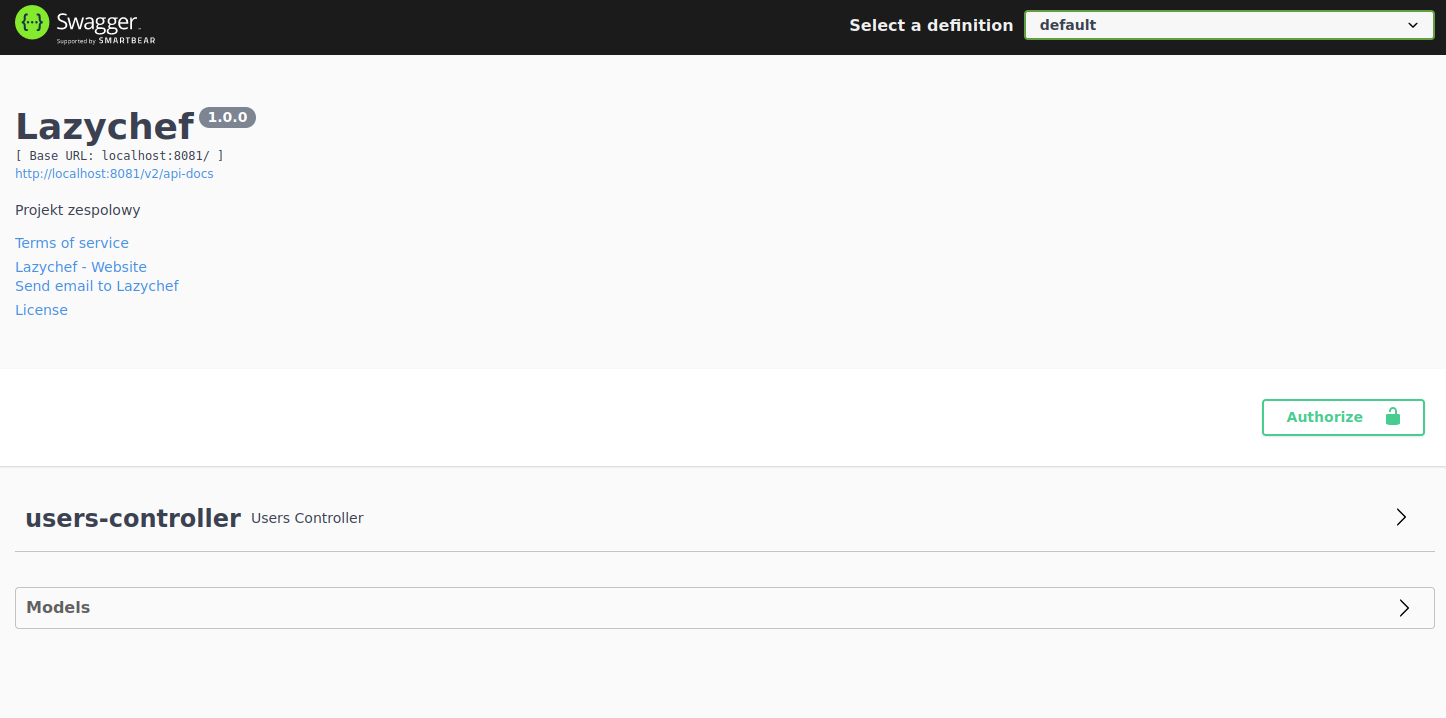 {···} Swagger
Supported by SMARTBEAR
Select a definition
default
Lazychef 1.0.0
[ Base URL: localhost:8081/ ]
http://localhost:8081/v2/api-docs
Projekt zespolowy
Terms of service
Lazychef - Website
Send email to Lazychef
License
Authorize
users-controller Users Controller
Models